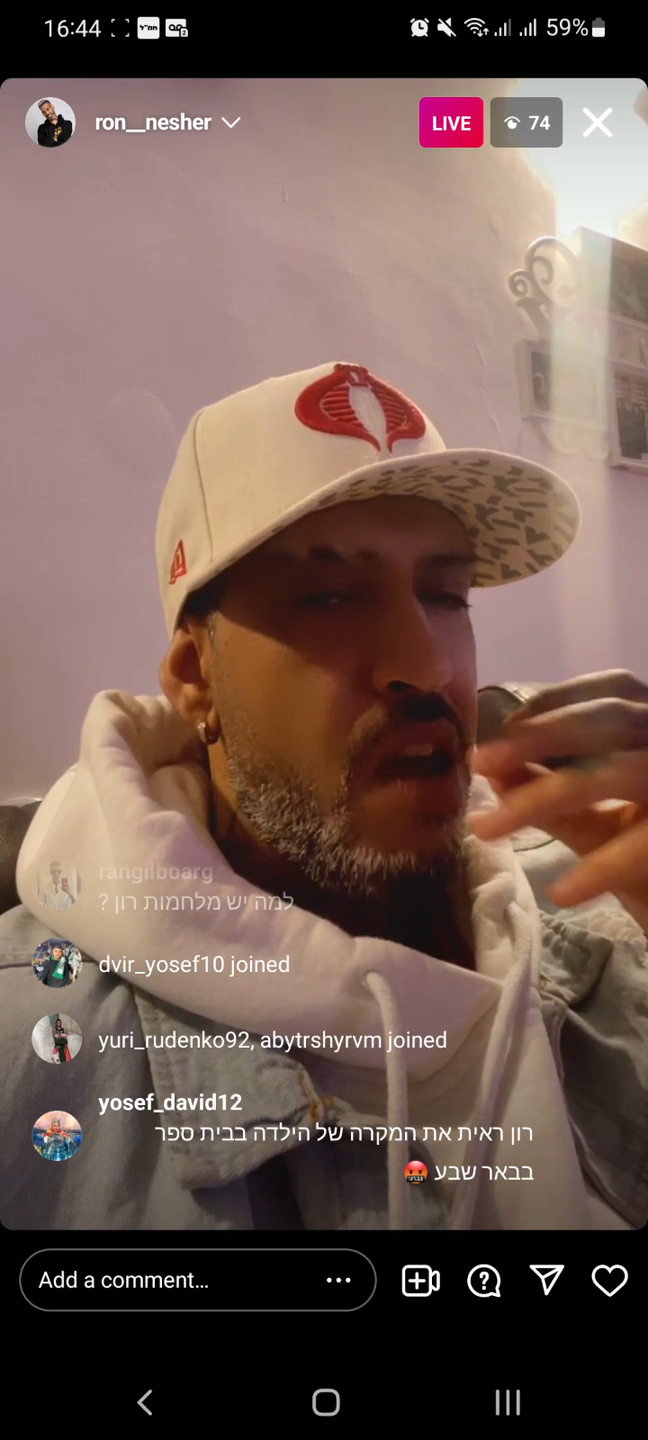 16:44
59%
ron__nesher
LIVE
74
rangilboarg
למה יש מלחמות רון ?
dvir_yosef10 joined
yuri_rudenko92, abytrshyrvm joined
yosef_david12
רון ראית את המקרה של הילדה בבית ספר
בבאר שבע 🤬
Add a comment...